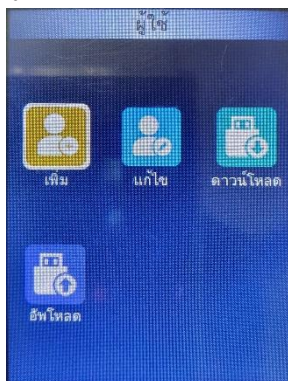 ผู้ใช้
เพิ่ม
แก้ไข
ดาวน์โหลด
อัพโหลด